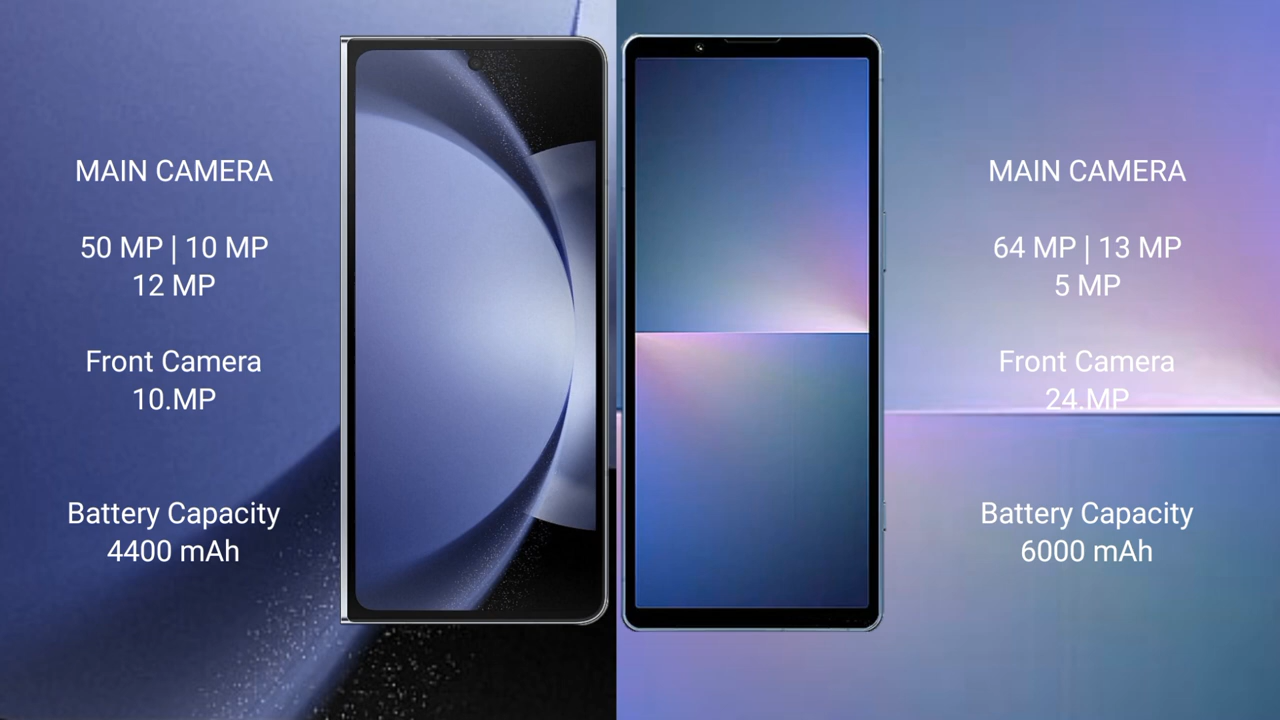 MAIN CAMERA
50 MP | 10 MP
12 MP
Front Camera
10.MP
Battery Capacity
4400 mAh
MAIN CAMERA
64 MP | 13 MP
5 MP
Front Camera
24.MP
Battery Capacity
6000 mAh